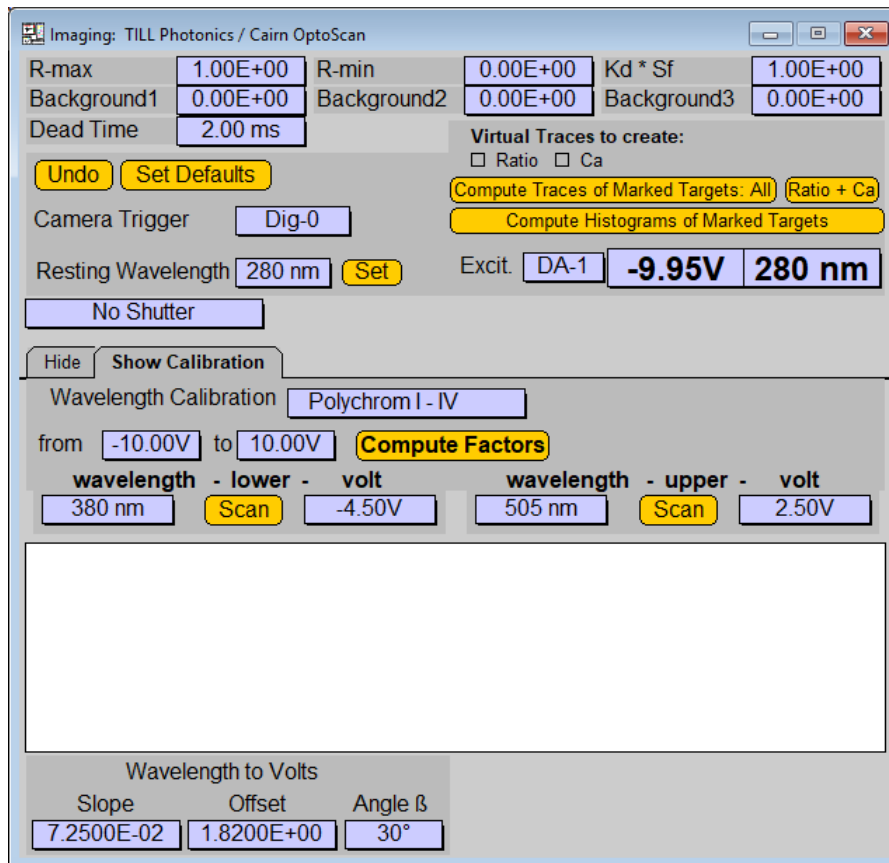 Imaging: TILL Photonics / Cairn OptoScan
R-max 1.00E+00 R-min 0.00E+00 Kd * Sf 1.00E+00
Background1 0.00E+00 Background2 0.00E+00 Background3 0.00E+00
Dead Time 2.00 ms
Virtual Traces to create:
Ratio Ca
Undo Set Defaults
Compute Traces of Marked Targets: All Ratio + Ca
Camera Trigger Dig-0
Compute Histograms of Marked Targets
Resting Wavelength 280 nm Set Excit. DA-1 -9.95V 280 nm
No Shutter
Hide Show Calibration
Wavelength Calibration Polychrom I - IV
from -10.00V to 10.00V Compute Factors
wavelength - lower - volt wavelength - upper - volt
380 nm Scan -4.50V 505 nm Scan 2.50V
Wavelength to Volts
Slope Offset Angle ß
7.2500E-02 1.8200E+00 30°